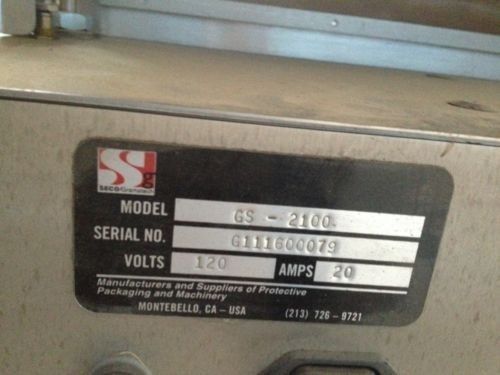 MODEL GS - 2100
SERIAL NO. G111600079
VOLTS 120 AMPS 20
Manufacturers and Suppliers of Protective
Packaging and Machinery
MONTEBELLO, CA - USA (213) 726-9721